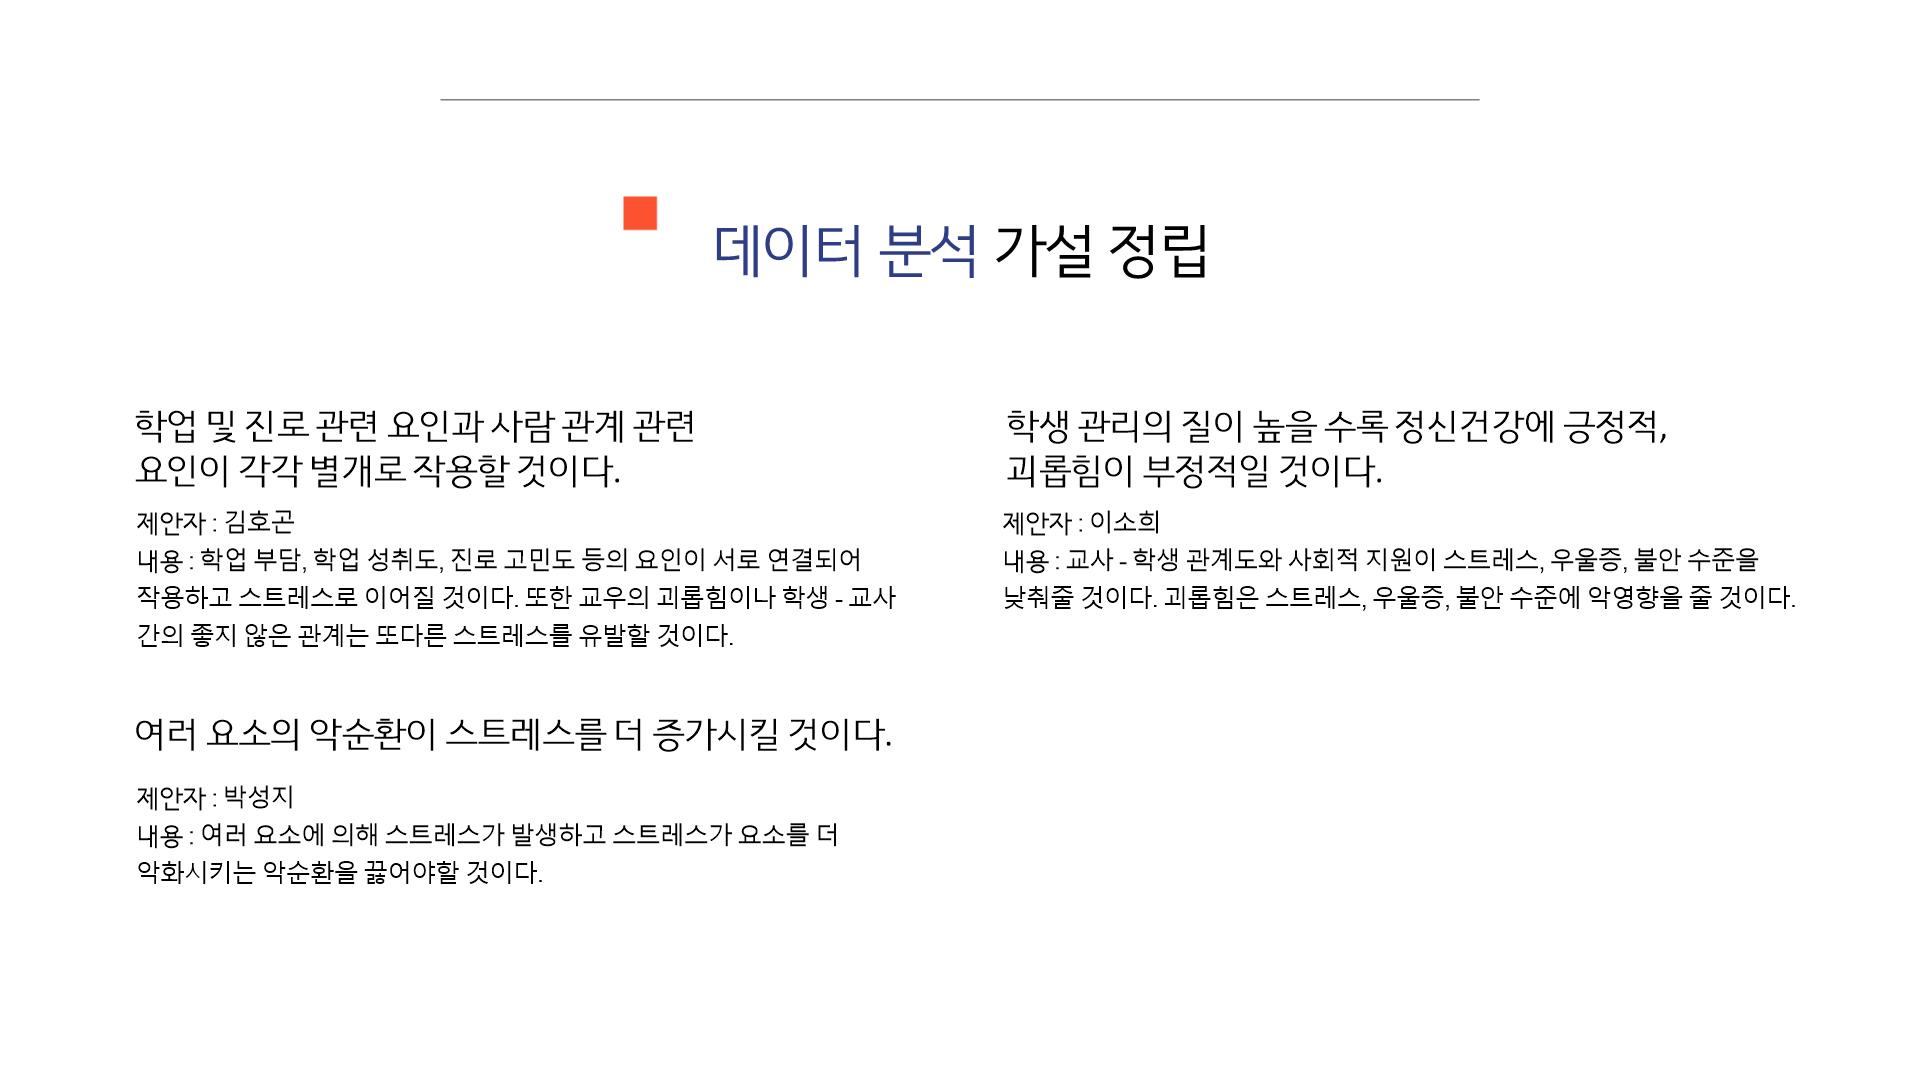 데이터 분석 가설 정립
학업 및 진로 관련 요인과 사람 관계 관련
요인이 각각 별개로 작용할 것이다.
제안자 : 김호곤
내용 : 학업 부담, 학업 성취도, 진로 고민도 등의 요인이 서로 연결되어
작용하고 스트레스로 이어질 것이다. 또한 교우의 괴롭힘이나 학생 - 교사
간의 좋지 않은 관계는 또다른 스트레스를 유발할 것이다.
학생 관리의 질이 높을 수록 정신건강에 긍정적,
괴롭힘이 부정적일 것이다.
제안자 : 이소희
내용 : 교사 - 학생 관계도와 사회적 지원이 스트레스, 우울증, 불안 수준을
낮춰줄 것이다. 괴롭힘은 스트레스, 우울증, 불안 수준에 악영향을 줄 것이다.
여러 요소의 악순환이 스트레스를 더 증가시킬 것이다.
제안자 : 박성지
내용 : 여러 요소에 의해 스트레스가 발생하고 스트레스가 요소를 더
악화시키는 악순환을 끓어야할 것이다.